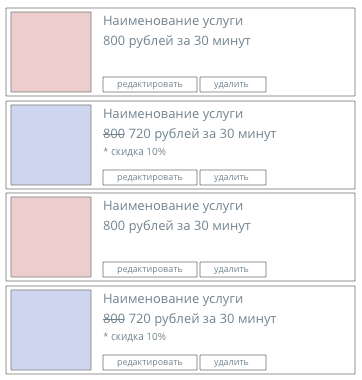 Наименование услуги
800 рублей за 30 минут
редактировать удалить
Наименование услуги
800 720 рублей за 30 минут
* скидка 10%
редактировать удалить
Наименование услуги
800 рублей за 30 минут
редактировать удалить
Наименование услуги
800 720 рублей за 30 минут
* скидка 10%
редактировать удалить